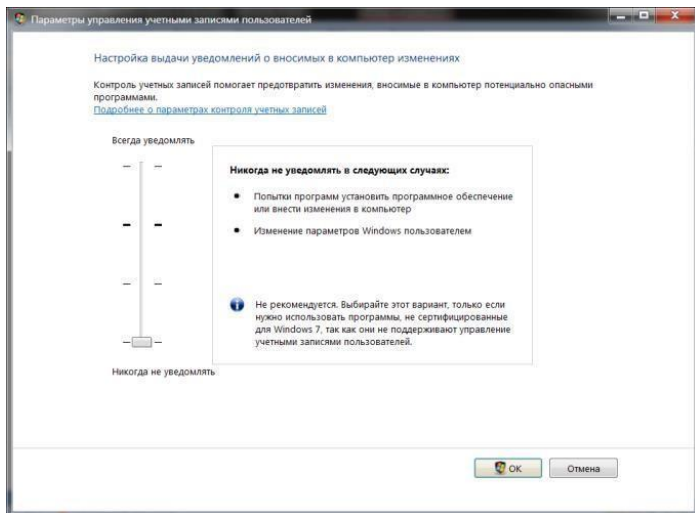 Параметры управления учетными записями пользователей
Настройка выдачи уведомлений о вносимых в компьютер изменениях
Контроль учетных записей помогает предотвратить изменения, вносимые в компьютер потенциально опасными
программами.
Подробнее о параметрах контроля учетных записей
Всегда уведомлять
Никогда не уведомлять в следующих случаях:
Попытки программ установить программное обеспечение
или внести изменения в компьютер
Изменение параметров Windows пользователем
Не рекомендуется. Выбирайте этот вариант, только если
нужно использовать программы, не сертифицированные
для Windows 7, так как они не поддерживают управление
учетными записями пользователей.
Никогда не уведомлять
ОК
Отмена